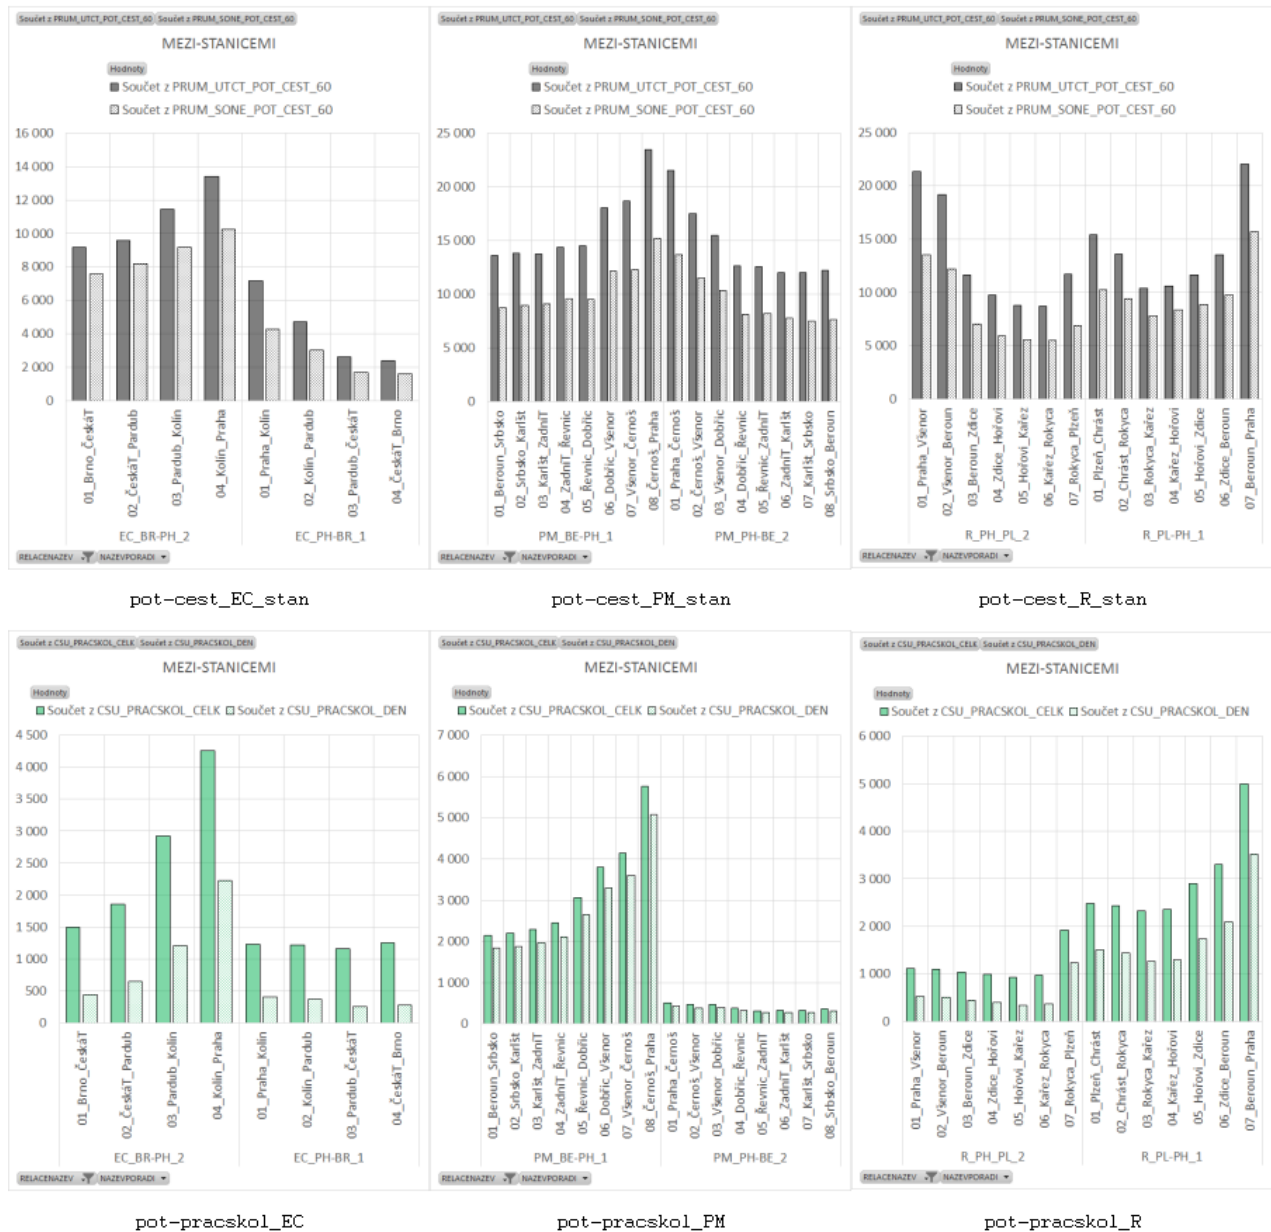 Součet z PRUM_UTCT_POT_CEST_60 Součet z PRUM_SONE_POT_CEST_60
MEZI-STANICEMI
Hodnoty
Součet z PRUM_UTCT_POT_CEST_60
Součet z PRUM_SONE_POT_CEST_60
16 000
14 000
12 000
10 000
8 000
6 000
4 000
2 000
0
01_Brno_ČeskáT
02_ČeskáT_Pardub
03_Pardub_Kolín
04_Kolín_Praha
01_Praha_Kolín
02_Kolín_Pardub
03_Pardub_ČeskáT
04_ČeskáT_Brno
EC_BR-PH_2
EC_PH-BR_1
RELACENAZEV NAZEVPORADI
pot-cest_EC_stan
Součet z PRUM_UTCT_POT_CEST_60 Součet z PRUM_SONE_POT_CEST_60
MEZI-STANICEMI
Hodnoty
Součet z PRUM_UTCT_POT_CEST_60
Součet z PRUM_SONE_POT_CEST_60
25 000
20 000
15 000
10 000
5 000
0
01_Beroun_Srbsko
02_Srbsko_Karlšt
03_Karlšt_ZadníT
04_ZadníT_Řevnic
05_Řevnic_Dobřic
06_Dobřic_Všenor
07_Všenor_Černoš
08_Černoš_Praha
01_Praha_Černoš
02_Černoš_Všenor
03_Všenor_Dobřic
04_Dobřic_Řevnic
05_Řevnic_ZadníT
06_ZadníT_Karlšt
07_Karlšt_Srbsko
08_Srbsko_Beroun
PM_BE-PH_1
PM_PH-BE_2
RELACENAZEV NAZEVPORADI
pot-cest_PM_stan
Součet z PRUM_UTCT_POT_CEST_60 Součet z PRUM_SONE_POT_CEST_60
MEZI-STANICEMI
Hodnoty
Součet z PRUM_UTCT_POT_CEST_60
Součet z PRUM_SONE_POT_CEST_60
25 000
20 000
15 000
10 000
5 000
0
01_Praha_Všenor
02_Všenor_Beroun
03_Beroun_Zdice
04_Zdice_Hořovi
05_Hořovi_Kařez
06_Kařez_Rokyca
07_Rokyca_Plzeň
01_Plzeň_Chrást
02_Chrást_Rokyca
03_Rokyca_Kařez
04_Kařez_Hořovi
05_Hořovi_Zdice
06_Zdice_Beroun
07_Beroun_Praha
R_PH_PL_2
R_PL-PH_1
RELACENAZEV NAZEVPORADI
pot-cest_R_stan
Součet z CSU_PRACSKOL_CELK Součet z CSU_PRACSKOL_DEN
MEZI-STANICEMI
Hodnoty
Součet z CSU_PRACSKOL_CELK Součet z CSU_PRACSKOL_DEN
4 500
4 000
3 500
3 000
2 500
2 000
1 500
1 000
500
0
01_Brno_ČeskáT
02_ČeskáT_Pardub
03_Pardub_Kolín
04_Kolín_Praha
01_Praha_Kolín
02_Kolín_Pardub
03_Pardub_ČeskáT
04_ČeskáT_Brno
EC_BR-PH_2
EC_PH-BR_1
RELACENAZEV NAZEVPORADI
pot-pracskol_EC
Součet z CSU_PRACSKOL_CELK Součet z CSU_PRACSKOL_DEN
MEZI-STANICEMI
Hodnoty
Součet z CSU_PRACSKOL_CELK Součet z CSU_PRACSKOL_DEN
7 000
6 000
5 000
4 000
3 000
2 000
1 000
0
01_Beroun_Srbsko
02_Srbsko_Karlšt
03_Karlšt_ZadníT
04_ZadníT_Řevnic
05_Řevnic_Dobřic
06_Dobřic_Všenor
07_Všenor_Černoš
08_Černoš_Praha
01_Praha_Černoš
02_Černoš_Všenor
03_Všenor_Dobřic
04_Dobřic_Řevnic
05_Řevnic_ZadníT
06_ZadníT_Karlšt
07_Karlšt_Srbsko
08_Srbsko_Beroun
PM_BE-PH_1
PM_PH-BE_2
RELACENAZEV NAZEVPORADI
pot-pracskol_PM
Součet z CSU_PRACSKOL_CELK Součet z CSU_PRACSKOL_DEN
MEZI-STANICEMI
Hodnoty
Součet z CSU_PRACSKOL_CELK Součet z CSU_PRACSKOL_DEN
6 000
5 000
4 000
3 000
2 000
1 000
0
01_Praha_Všenor
02_Všenor_Beroun
03_Beroun_Zdice
04_Zdice_Hořovi
05_Hořovi_Kařez
06_Kařez_Rokyca
07_Rokyca_Plzeň
01_Plzeň_Chrást
02_Chrást_Rokyca
03_Rokyca_Kařez
04_Kařez_Hořovi
05_Hořovi_Zdice
06_Zdice_Beroun
07_Beroun_Praha
R_PH_PL_2
R_PL-PH_1
RELACENAZEV NAZEVPORADI
pot-pracskol_R